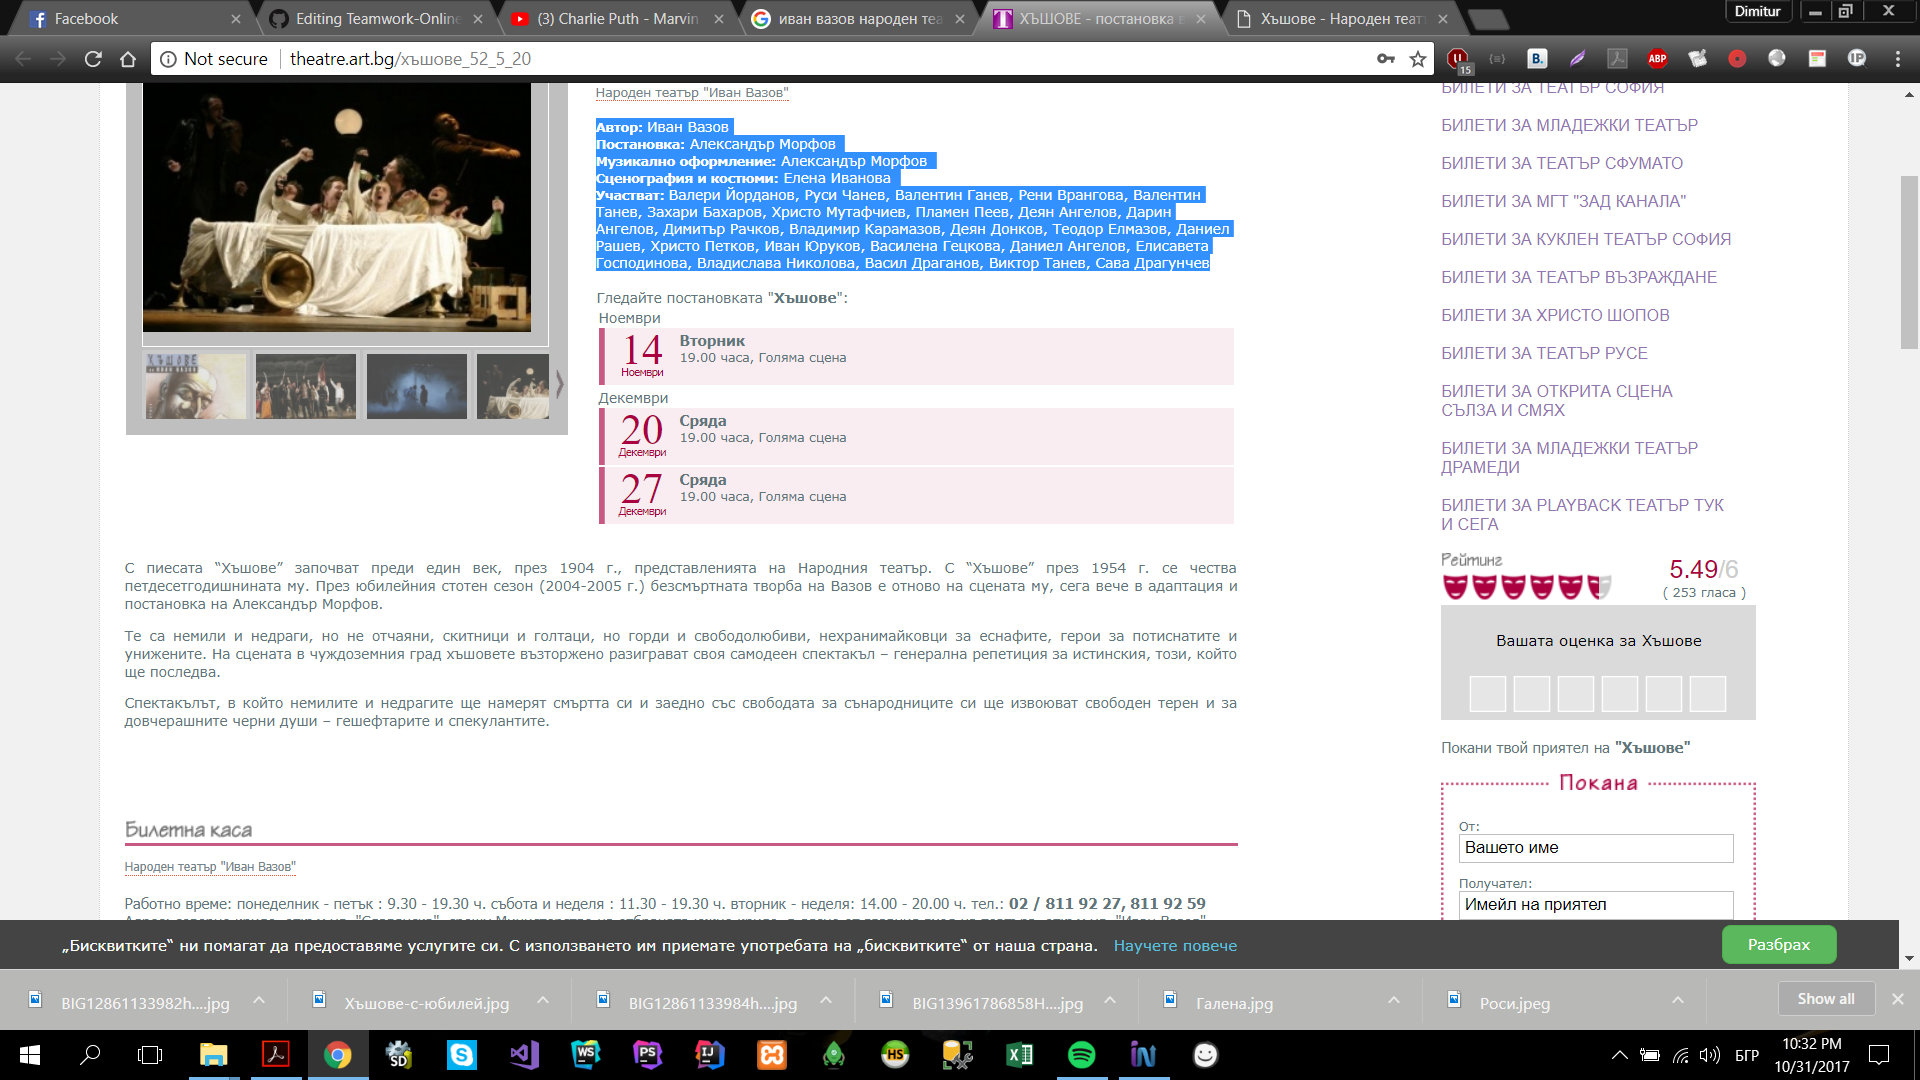 Facebook
Editing Teamwork-Online
(3) Charlie Puth - Marvin
иван вазов народен теа
ХЪШОВЕ - постановка в
Хъшове - Народен теат
Dimitur
Not secure
theatre.art.bg/хъшове_52_5_20
15
B.
ABP
IP
Народен театър "Иван Вазов"
Автор: Иван Вазов
Постановка: Александър Морфов
Музикално оформление: Александър Морфов
Сценография и костюми: Елена Иванова
Участват: Валери Йорданов, Руси Чанев, Валентин Ганев, Рени Врангова, Валентин
Танев, Захари Бахаров, Христо Мутафчиев, Пламен Пеев, Деян Ангелов, Дарин
Ангелов, Димитър Рачков, Владимир Карамазов, Деян Донков, Теодор Елмазов, Даниел
Рашев, Христо Петков, Иван Юруков, Василена Гецкова, Даниел Ангелов, Елисавета
Господинова, Владислава Николова, Васил Драганов, Виктор Танев, Сава Драгунчев
Гледайте постановката "Хъшове":
Ноември
14
Ноември
Вторник
19.00 часа, Голяма сцена
Декември
20
Декември
Сряда
19.00 часа, Голяма сцена
27
Декември
Сряда
19.00 часа, Голяма сцена
С пиесата “Хъшове” започват преди един век, през 1904 г., представленията на Народния театър. С “Хъшове” през 1954 г. се чества
петдесетгодишнината му. През юбилейния стотен сезон (2004-2005 г.) безсмъртната творба на Вазов е отново на сцената му, сега вече в адаптация и
постановка на Александър Морфов.
Те са немили и недраги, но не отчаяни, скитници и голтаци, но горди и свободолюбиви, нехранимайковци за еснафите, герои за потиснатите и
унижените. На сцената в чуждоземния град хъшовете възторжено разиграват своя самодеен спектакъл – генерална репетиция за истинския, този, който
ще последва.
Спектакълът, в който немилите и недрагите ще намерят смъртта си и заедно със свободата за сънародниците си ще извоюват свободен терен и за
довчерашните черни души – гешефтарите и спекулантите.
Билетна каса
Народен театър "Иван Вазов"
Работно време: понеделник - петък : 9.30 - 19.30 ч. събота и неделя : 11.30 - 19.30 ч. вторник - неделя: 14.00 - 20.00 ч. тел.: 02 / 811 92 27, 811 92 59
БИЛЕТИ ЗА ТЕАТЪР СОФИЯ
БИЛЕТИ ЗА МЛАДЕЖКИ ТЕАТЪР
БИЛЕТИ ЗА ТЕАТЪР СФУМАТО
БИЛЕТИ ЗА МГТ "ЗАД КАНАЛА"
БИЛЕТИ ЗА КУКЛЕН ТЕАТЪР СОФИЯ
БИЛЕТИ ЗА ТЕАТЪР ВЪЗРАЖДАНЕ
БИЛЕТИ ЗА ХРИСТО ШОПОВ
БИЛЕТИ ЗА ТЕАТЪР РУСЕ
БИЛЕТИ ЗА ОТКРИТА СЦЕНА
СЪЛЗА И СМЯХ
БИЛЕТИ ЗА МЛАДЕЖКИ ТЕАТЪР
ДРАМЕДИ
БИЛЕТИ ЗА PLAYBACK ТЕАТЪР ТУК
И СЕГА
Рейтинг
5.49/6
( 253 гласа )
Вашата оценка за Хъшове
Покани твой приятел на "Хъшове"
Покана
От:
Вашето име
Получател:
Имейл на приятел
„Бисквитките“ ни помагат да предоставяме услугите си. С използването им приемате употребата на „бисквитките“ от наша страна. Научете повече
Разбрах
BIG12861133982h....jpg
Хъшове-с-юбилей.jpg
BIG12861133984h....jpg
BIG13961786858H....jpg
Галена.jpg
Роси.jpeg
Show all
SD
WS
PS
IJ
HS
БГР
10:32 PM
10/31/2017